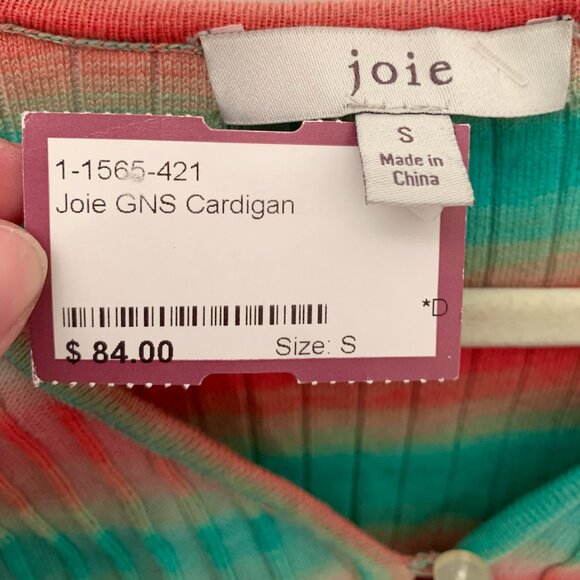 joie
S
Made in
China
1-1565-421
Joie GNS Cardigan
*D
$ 84.00
Size: S